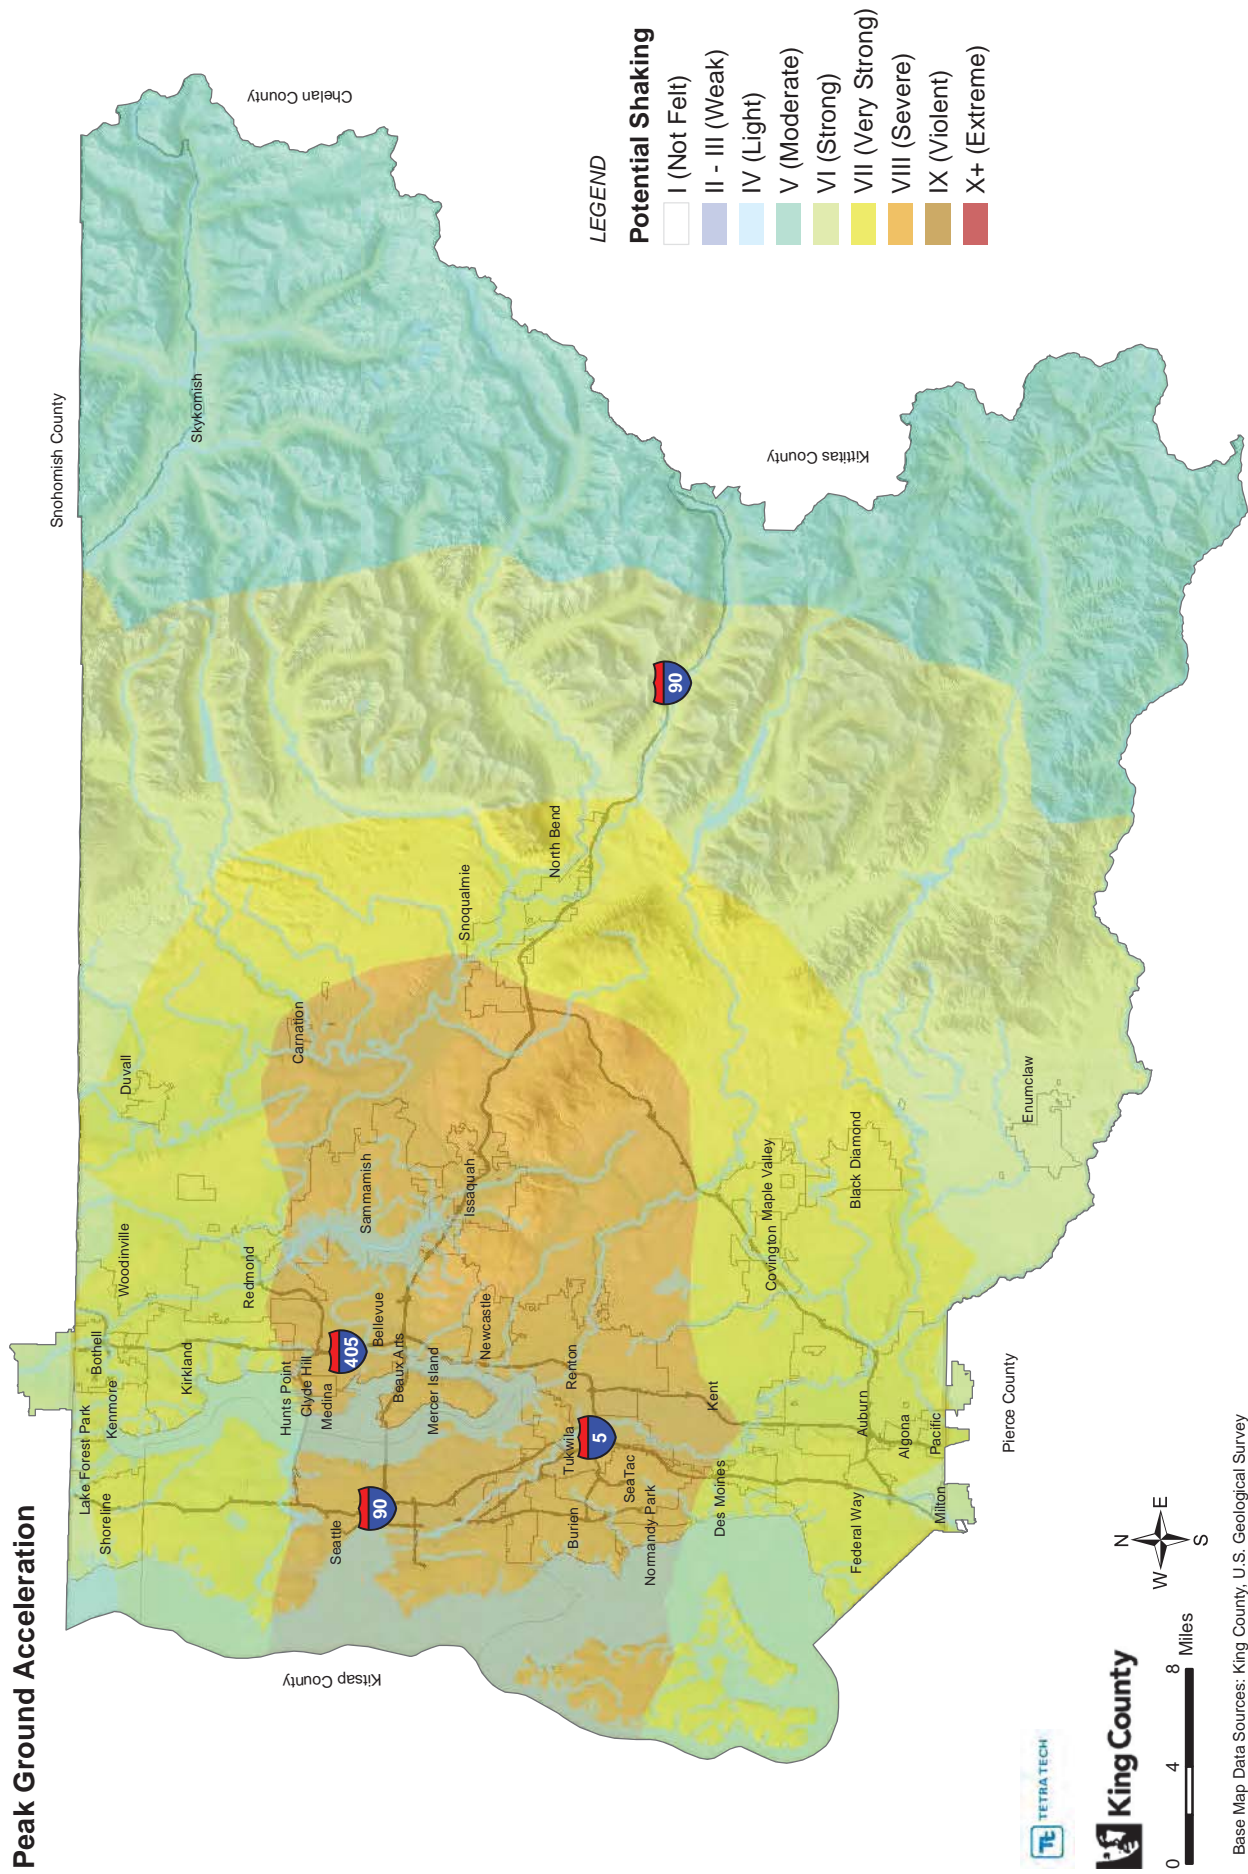 Peak Ground Acceleration
Snohomish County
Chelan County
Kittitas County
Pierce County
Kitsap County
Skykomish
Duvall
Carnation
Snoqualmie
North Bend
Woodinville
Redmond
Sammamish
Issaquah
Bothell
Kenmore
Lake Forest Park
Shoreline
Kirkland
Hunts Point
Clyde Hill
Medina
Bellevue
Beaux Arts
Mercer Island
Newcastle
Renton
Seattle
Tukwila
Burien
SeaTac
Normandy Park
Des Moines
Kent
Covington
Maple Valley
Black Diamond
Enumclaw
Auburn
Algona
Pacific
Federal Way
Milton
90
405
5
90
LEGEND
Potential Shaking
I (Not Felt)
II - III (Weak)
IV (Light)
V (Moderate)
VI (Strong)
VII (Very Strong)
VIII (Severe)
IX (Violent)
X+ (Extreme)
N
W
E
S
Tt TETRA TECH
King County
0 4 8
Miles
Base Map Data Sources: King County, U.S. Geological Survey